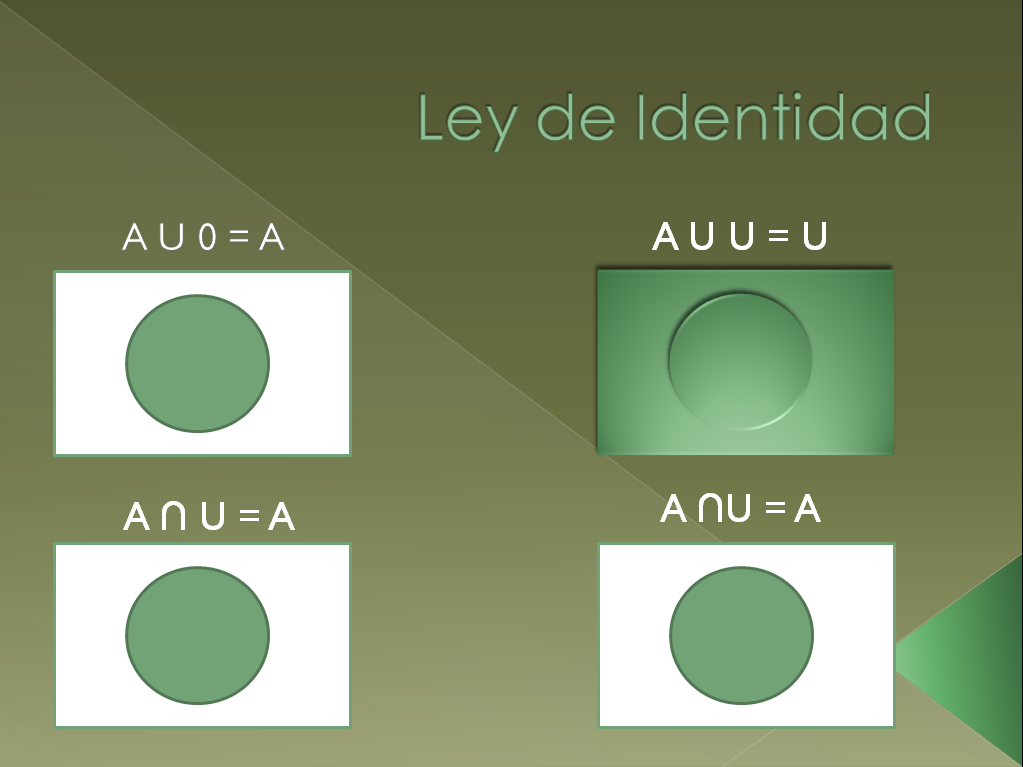 Ley de Identidad
A U 0 = A
A U U = U
A ∩ U = A
A ∩U = A